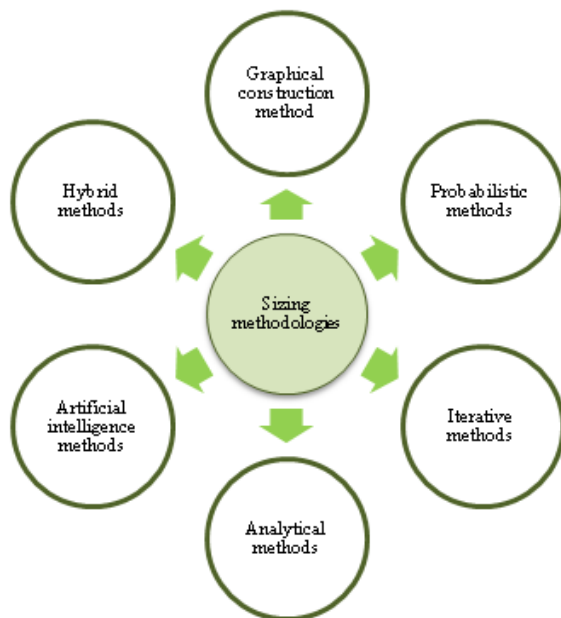 Graphical
construction
method
Hybrid
methods
Probabilistic
methods
Sizing
methodologies
Artificial
intelligence
methods
Iterative
methods
Analytical
methods